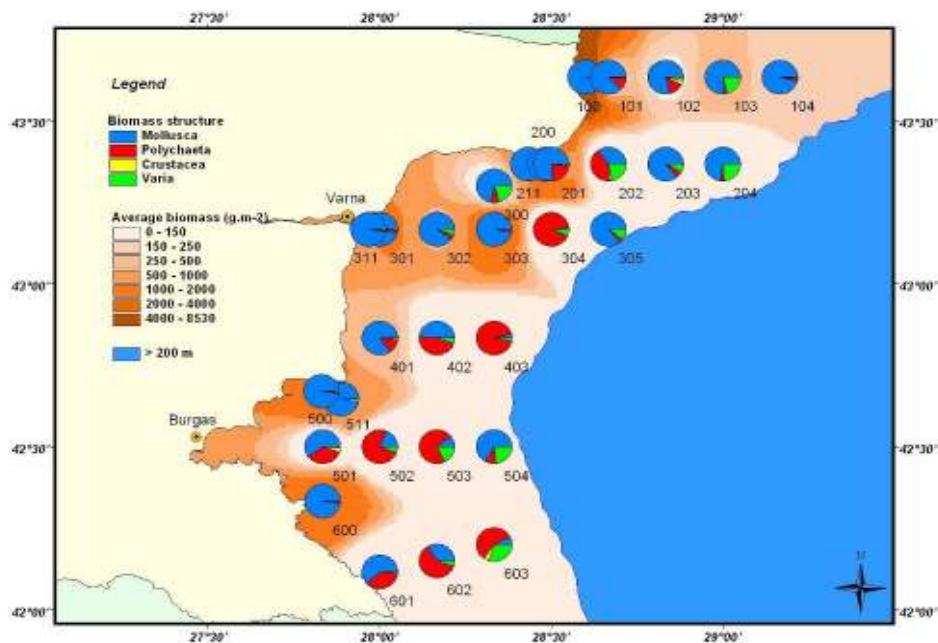 27°30' 28°00' 28°30' 29°00'
Legend
Biomass structure
Mollusca
Polychaeta
Crustacea
Varia
Average biomass (g.m-2)
0 - 150
150 - 250
250 - 500
500 - 1000
1000 - 2000
2000 - 4000
4000 - 8530
> 200 m
43°30' 43°30'
100 101 102 103 104
200
211 201 202 203 204
Varna
300
311 301 302 303 304 305
43°00' 43°00'
401 402 403
500 511
Burgas
42°30' 42°30'
501 502 503 504
600
603
601 602
42°00' 42°00'
27°30' 28°00' 28°30' 29°00'